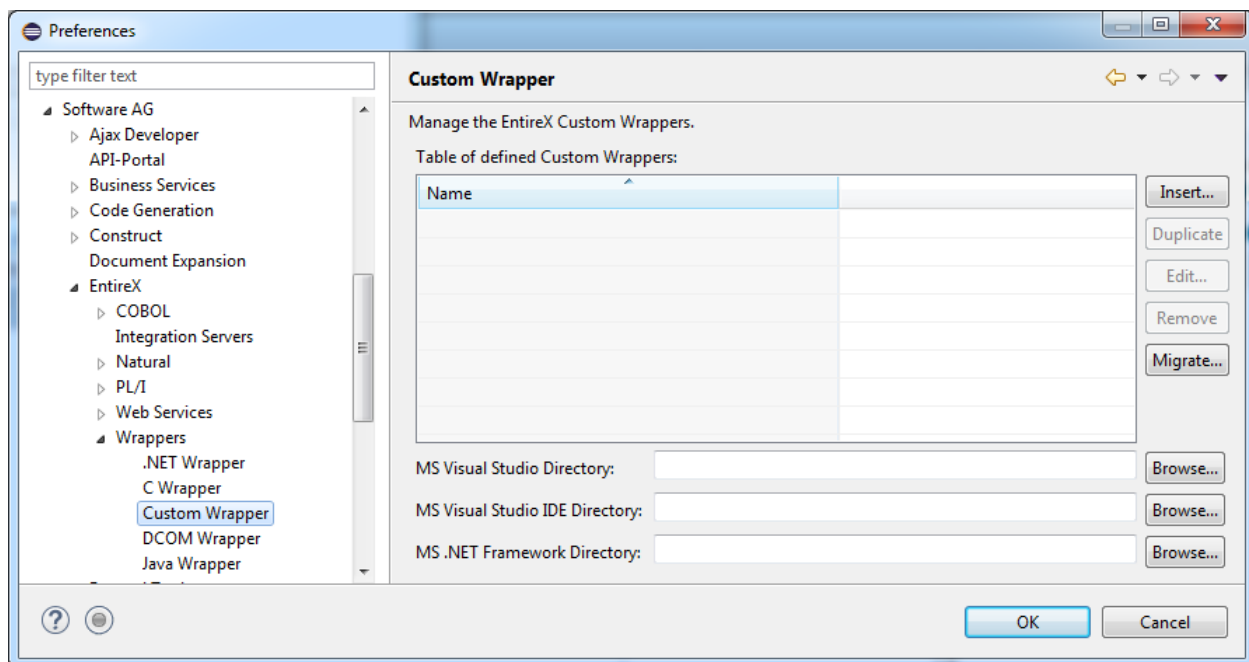 Preferences
type filter text
Software AG
Ajax Developer
API-Portal
Business Services
Code Generation
Construct
Document Expansion
EntireX
COBOL
Integration Servers
Natural
PL/I
Web Services
Wrappers
.NET Wrapper
C Wrapper
Custom Wrapper
DCOM Wrapper
Java Wrapper
Custom Wrapper
Manage the EntireX Custom Wrappers.
Table of defined Custom Wrappers:
Name
Insert...
Duplicate
Edit...
Remove
Migrate...
MS Visual Studio Directory:
Browse...
MS Visual Studio IDE Directory:
Browse...
MS .NET Framework Directory:
Browse...
OK
Cancel